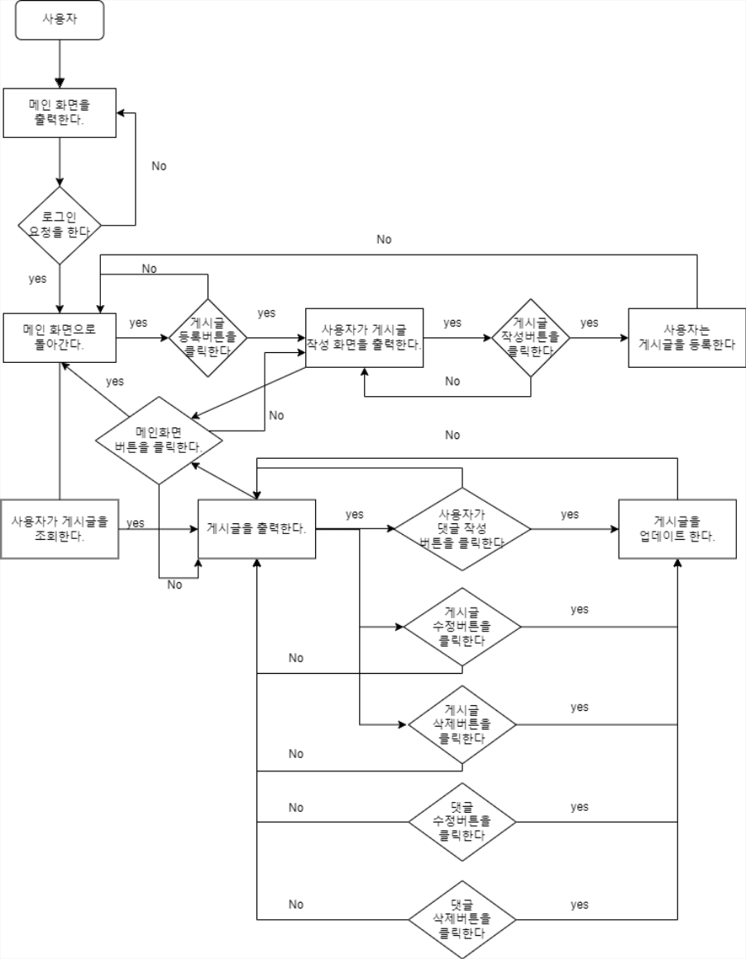 사용자
메인 화면을
출력한다.
No
로그인
요청을 한다
yes
No
No
메인 화면으로
돌아간다.
yes
게시글
등록버튼을
클릭한다
yes
사용자가 게시글
작성 화면을 출력한다.
yes
게시글
작성버튼을
클릭한다
yes
사용자는
게시글을 등록한다
No
yes
메인화면
버튼을 클릭한다.
No
No
사용자가 게시글을
조회한다.
yes
게시글을 출력한다.
yes
사용자가
댓글 작성
버튼을 클릭한다
yes
게시글을
업데이트 한다.
No
게시글
수정버튼을
클릭한다
yes
No
게시글
삭제버튼을
클릭한다
yes
No
No
댓글
수정버튼을
클릭한다
yes
No
댓글
삭제버튼을
클릭한다
yes